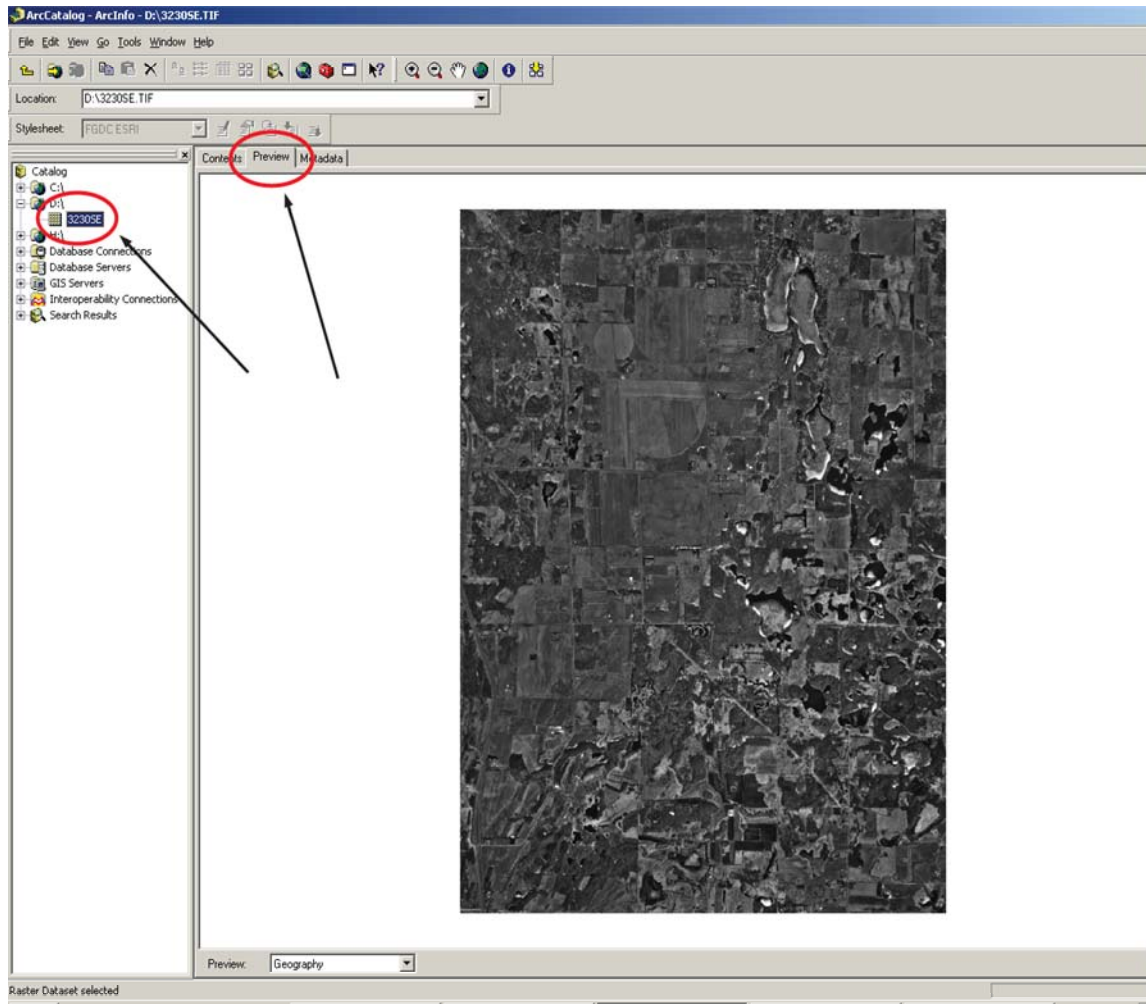 ArcCatalog - ArcInfo - D:\3230SE.TIF
File Edit View Go Tools Window Help
Location: D:\3230SE.TIF
Stylesheet: FGDC ESRI
Contents Preview Metadata
Catalog
C:\
D:\
3230SE
H:\
Database Connections
Database Servers
GIS Servers
Interoperability Connections
Search Results
Preview: Geography
Raster Dataset selected